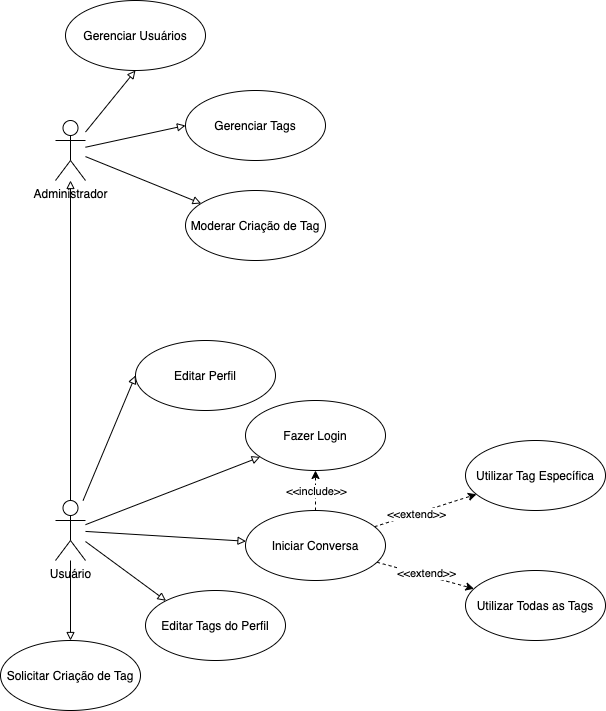 Gerenciar Usuários
Gerenciar Tags
Administrador
Moderar Criação de Tag
Editar Perfil
Fazer Login
Utilizar Tag Específica
<<include>>
<<extend>>
Iniciar Conversa
Usuário
<<extend>>
Utilizar Todas as Tags
Editar Tags do Perfil
Solicitar Criação de Tag